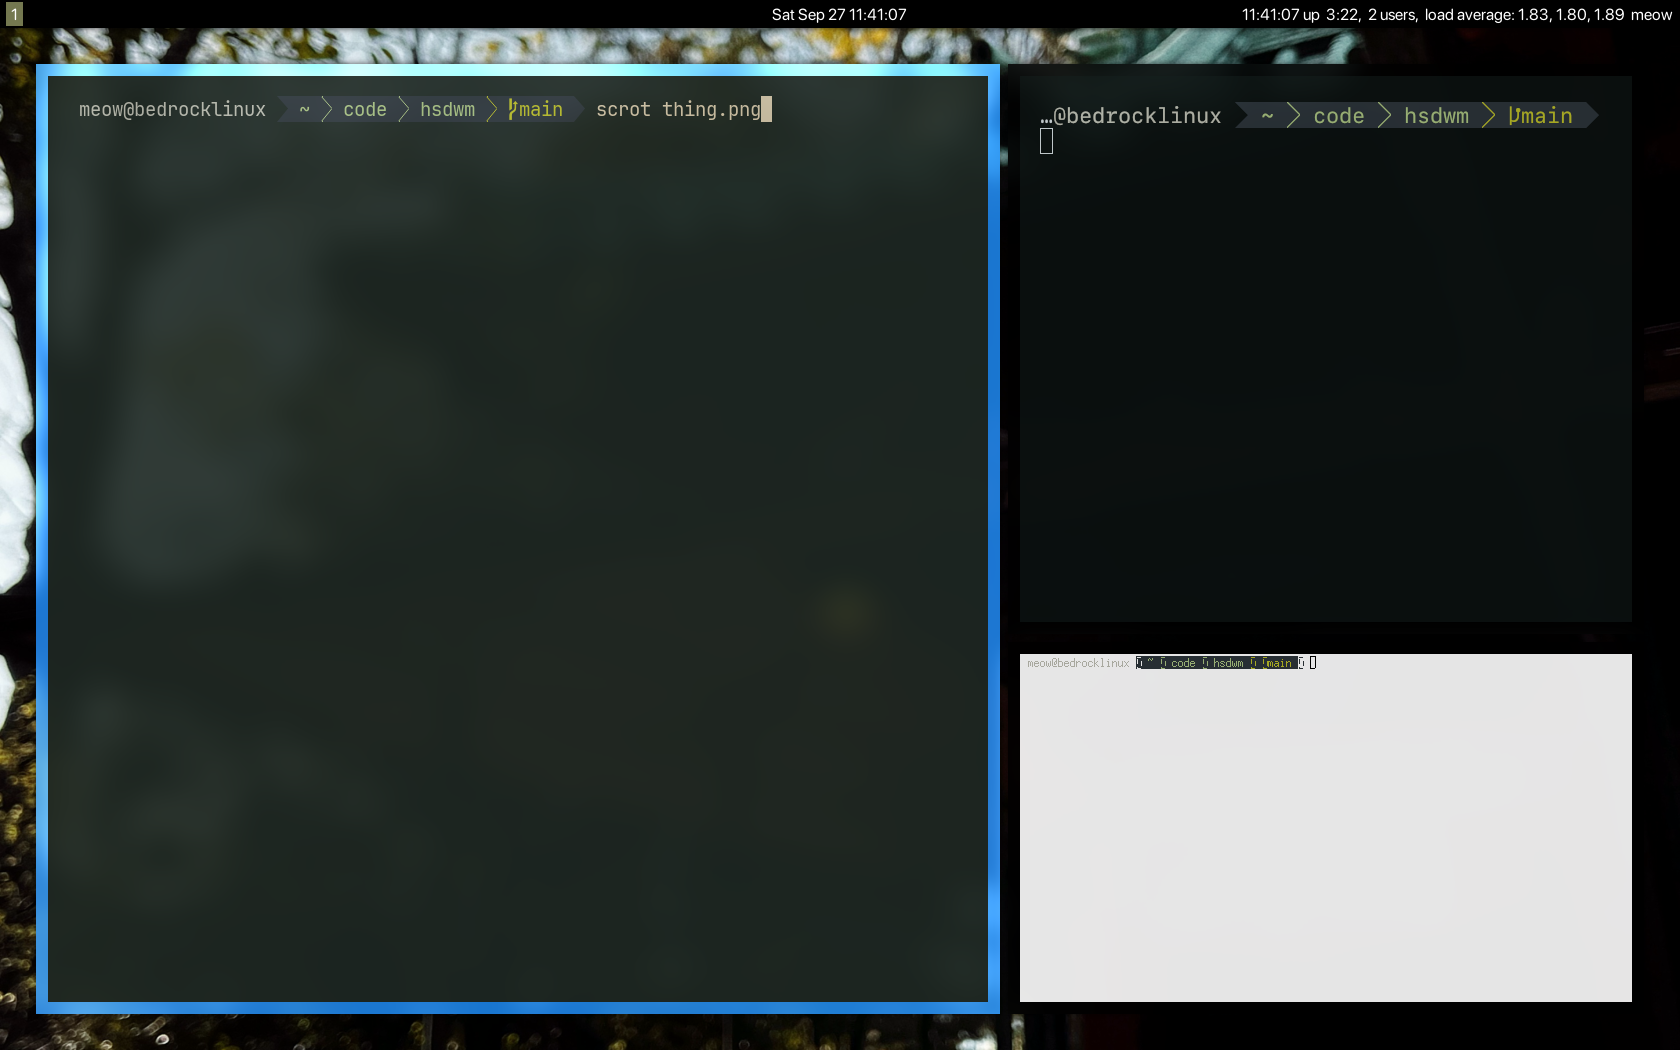 1
Sat Sep 27 11:41:07
11:41:07 up 3:22, 2 users, load average: 1.83, 1.80, 1.89 meow
meow@bedrocklinux ~ code hsdwm main scrot thing.png
…@bedrocklinux ~ code hsdwm main
meow@bedrocklinux ~ code hsdwm main